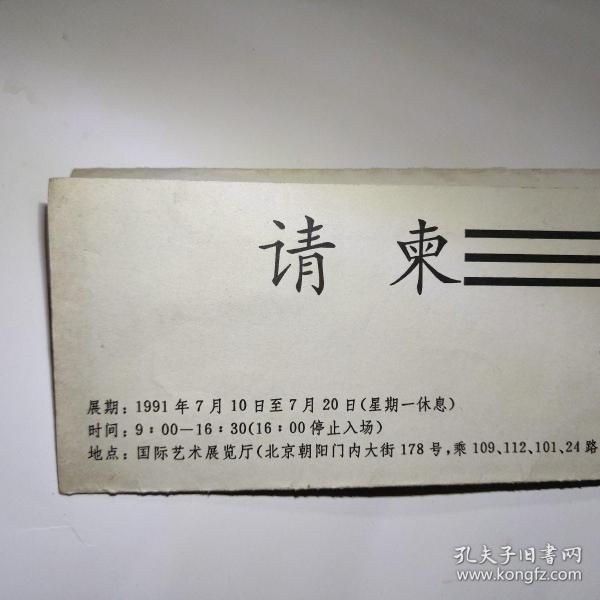 请柬
展期：1991年7月10日至7月20日(星期一休息)
时间：9：00—16：30(16：00停止入场)
地点：国际艺术展览厅(北京朝阳门内大街178号，乘109、112、101、24路
孔夫子旧书网
www.kongfz.com